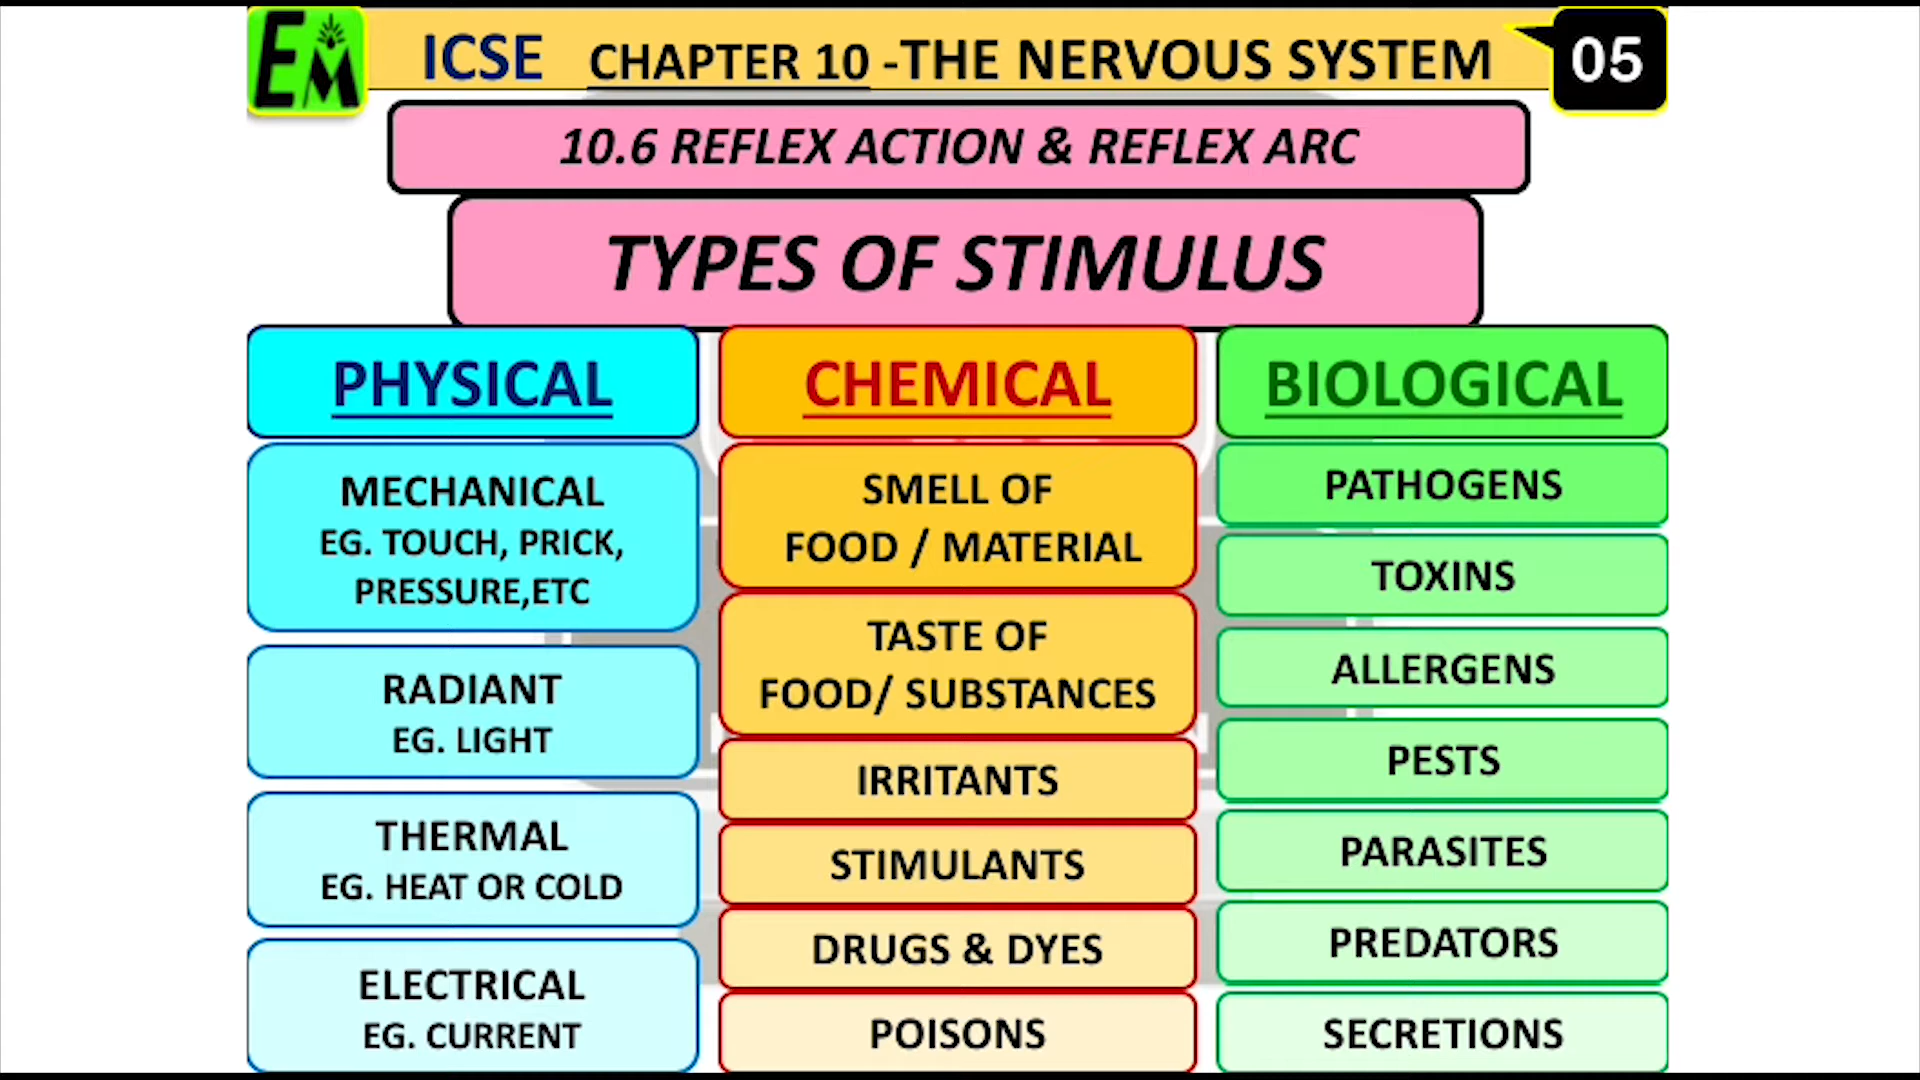 EM
ICSE CHAPTER 10 -THE NERVOUS SYSTEM
05
10.6 REFLEX ACTION & REFLEX ARC
TYPES OF STIMULUS
PHYSICAL
MECHANICAL
EG. TOUCH, PRICK,
PRESSURE,ETC
RADIANT
EG. LIGHT
THERMAL
EG. HEAT OR COLD
ELECTRICAL
EG. CURRENT
CHEMICAL
SMELL OF
FOOD / MATERIAL
TASTE OF
FOOD/ SUBSTANCES
IRRITANTS
STIMULANTS
DRUGS & DYES
POISONS
BIOLOGICAL
PATHOGENS
TOXINS
ALLERGENS
PESTS
PARASITES
PREDATORS
SECRETIONS